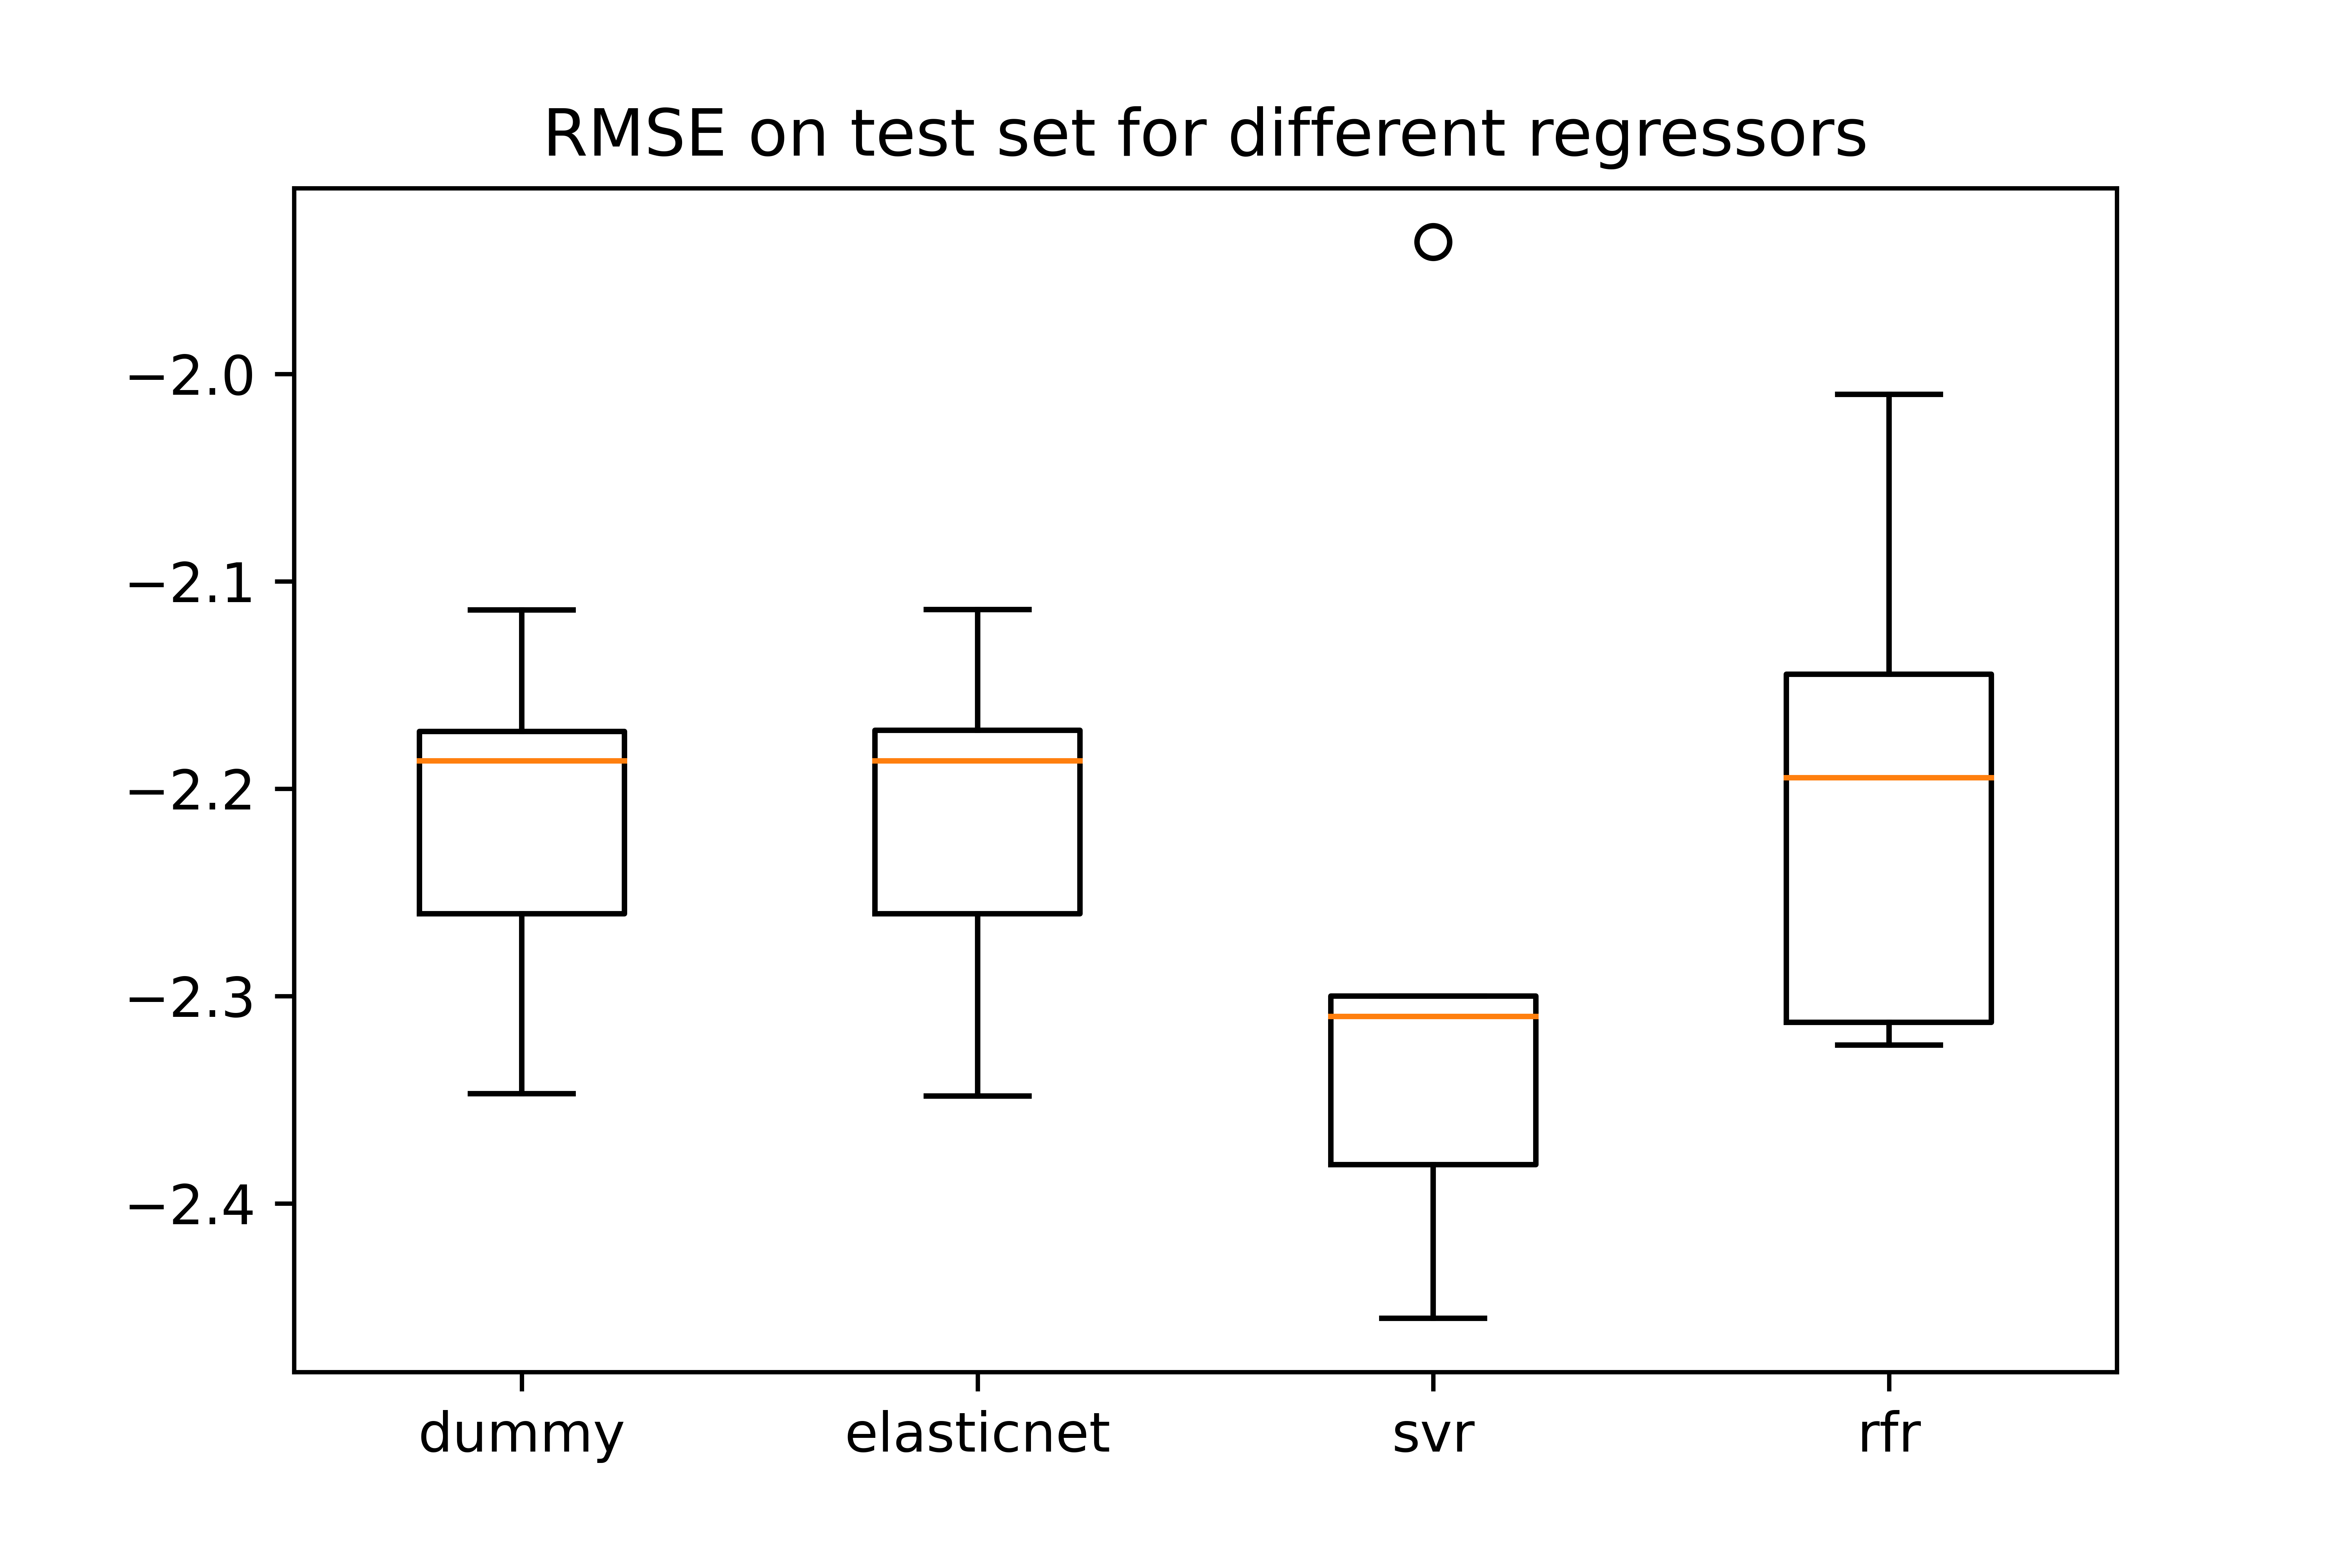 RMSE on test set for different regressors
−2.0
−2.1
−2.2
−2.3
−2.4
dummy elasticnet svr rfr